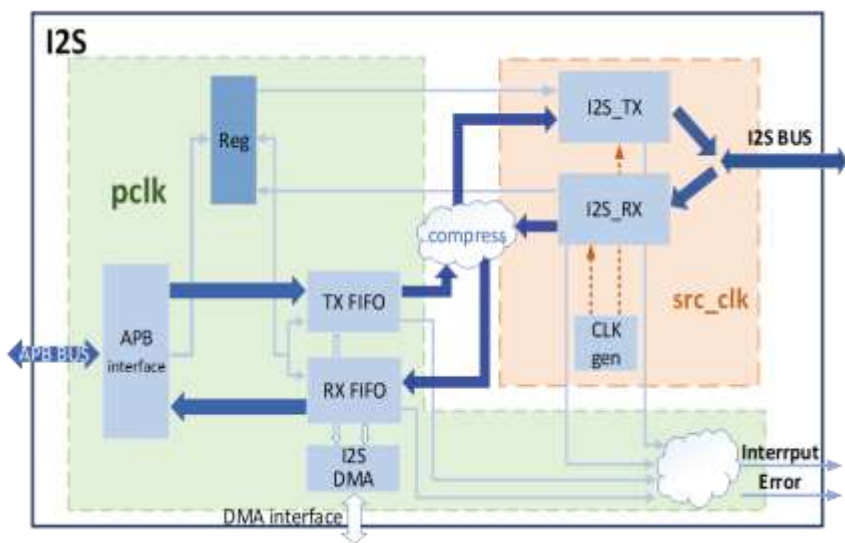 I2S
Reg
I2S_TX
I2S BUS
pclk
I2S_RX
compress
src_clk
TX FIFO
CLK
gen
APB
interface
APB BUS
RX FIFO
I2S
DMA
Interrput
Error
DMA interface